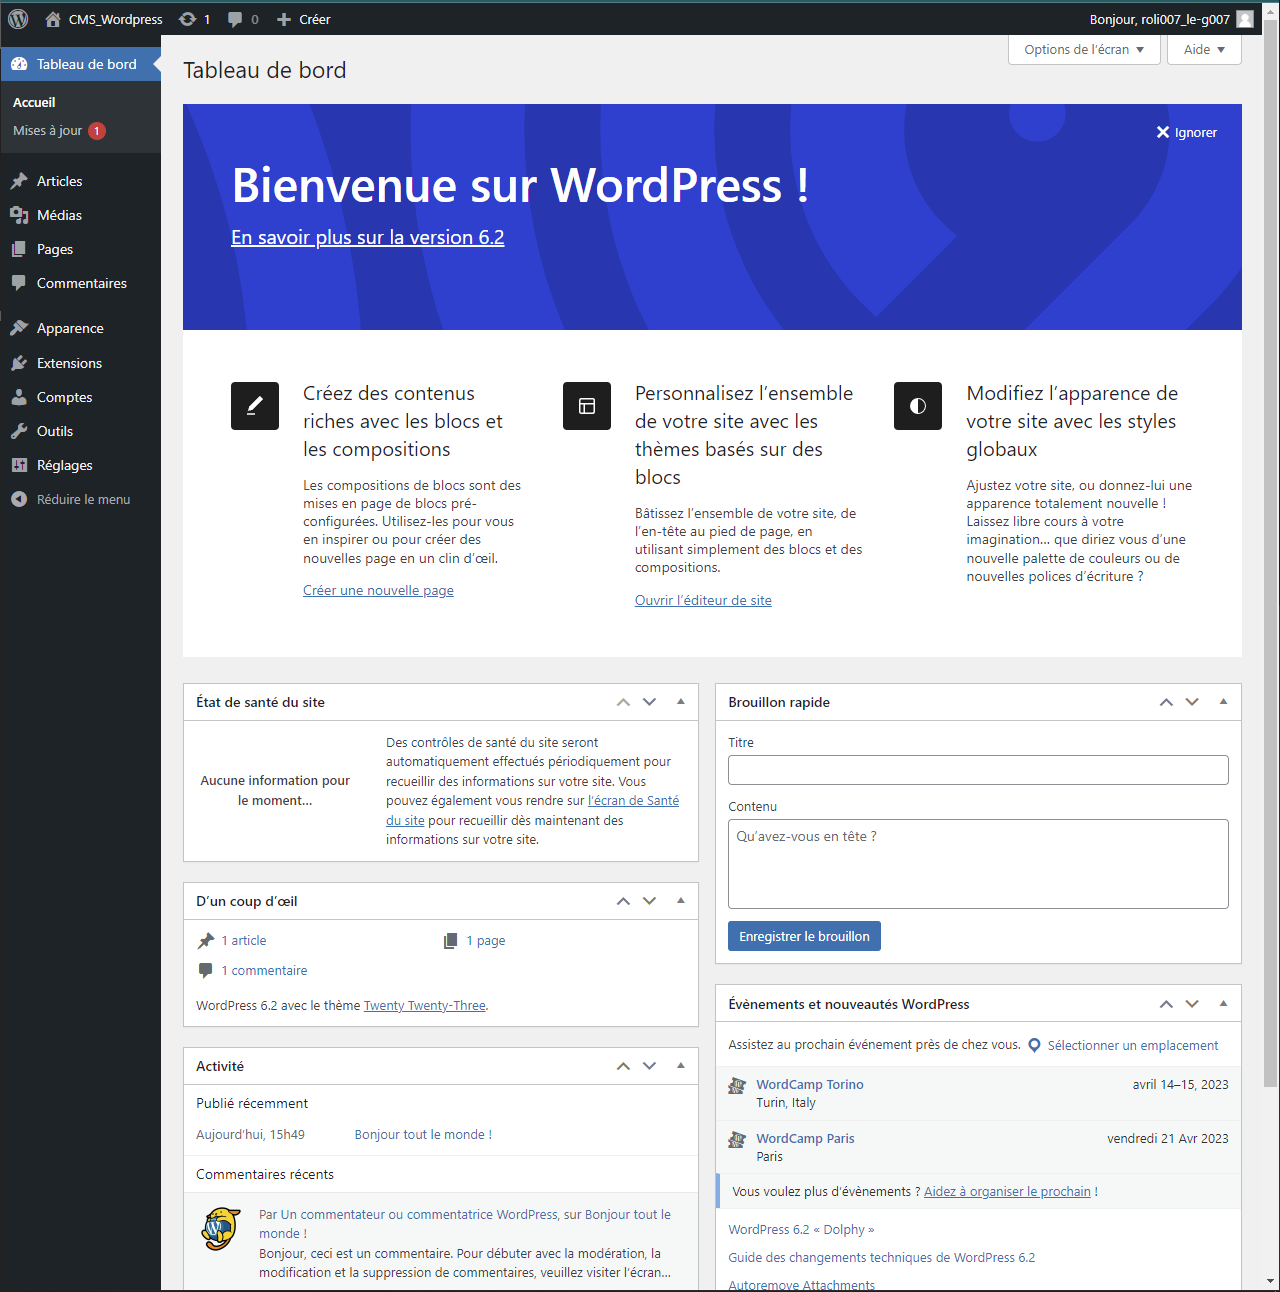 CMS_Wordpress
1
0
Créer
Bonjour, roli007_le-g007
Tableau de bord
Accueil
Mises à jour 1
Articles
Médias
Pages
Commentaires
Apparence
Extensions
Comptes
Outils
Réglages
Réduire le menu
Options de l’écran
Aide
Tableau de bord
Ignorer
Bienvenue sur WordPress !
En savoir plus sur la version 6.2
Créez des contenus
riches avec les blocs et
les compositions
Les compositions de blocs sont des
mises en page de blocs pré-
configurées. Utilisez-les pour vous
en inspirer ou pour créer des
nouvelles page en un clin d’œil.
Créer une nouvelle page
Personnalisez l’ensemble
de votre site avec les
thèmes basés sur des
blocs
Bâtissez l’ensemble de votre site, de
l’en-tête au pied de page, en
utilisant simplement des blocs et des
compositions.
Ouvrir l’éditeur de site
Modifiez l’apparence de
votre site avec les styles
globaux
Ajustez votre site, ou donnez-lui une
apparence totalement nouvelle !
Laissez libre cours à votre
imagination… que diriez vous d’une
nouvelle palette de couleurs ou de
nouvelles polices d’écriture ?
État de santé du site
Aucune information pour
le moment…
Des contrôles de santé du site seront
automatiquement effectués périodiquement pour
recueillir des informations sur votre site. Vous
pouvez également vous rendre sur l’écran de Santé
du site pour recueillir dès maintenant des
informations sur votre site.
D’un coup d’œil
1 article
1 page
1 commentaire
WordPress 6.2 avec le thème Twenty Twenty-Three.
Activité
Publié récemment
Aujourd’hui, 15h49
Bonjour tout le monde !
Commentaires récents
Par Un commentateur ou commentatrice WordPress, sur Bonjour tout le
monde !
Bonjour, ceci est un commentaire. Pour débuter avec la modération, la
modification et la suppression de commentaires, veuillez visiter l’écran…
Brouillon rapide
Titre
Contenu
Qu’avez-vous en tête ?
Enregistrer le brouillon
Évènements et nouveautés WordPress
Assistez au prochain événement près de chez vous. Sélectionner un emplacement
WordCamp Torino
avril 14–15, 2023
Turin, Italy
WordCamp Paris
vendredi 21 Avr 2023
Paris
Vous voulez plus d’évènements ? Aidez à organiser le prochain !
WordPress 6.2 « Dolphy »
Guide des changements techniques de WordPress 6.2
Autoremove Attachments